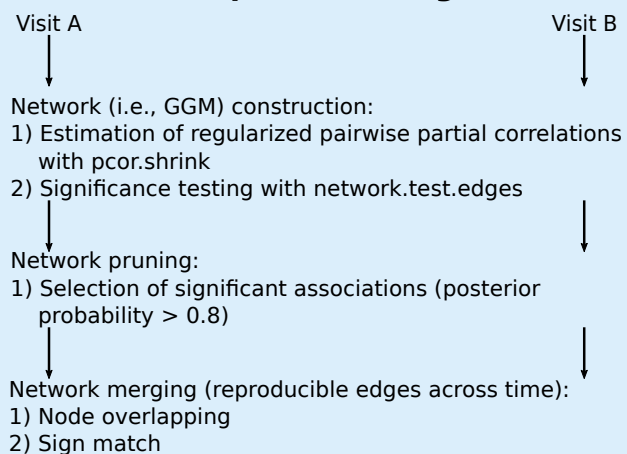 Visit A
Visit B
Network (i.e., GGM) construction:
1) Estimation of regularized pairwise partial correlations
with pcor.shrink
2) Significance testing with network.test.edges
Network pruning:
1) Selection of significant associations (posterior
probability > 0.8)
Network merging (reproducible edges across time):
1) Node overlapping
2) Sign match